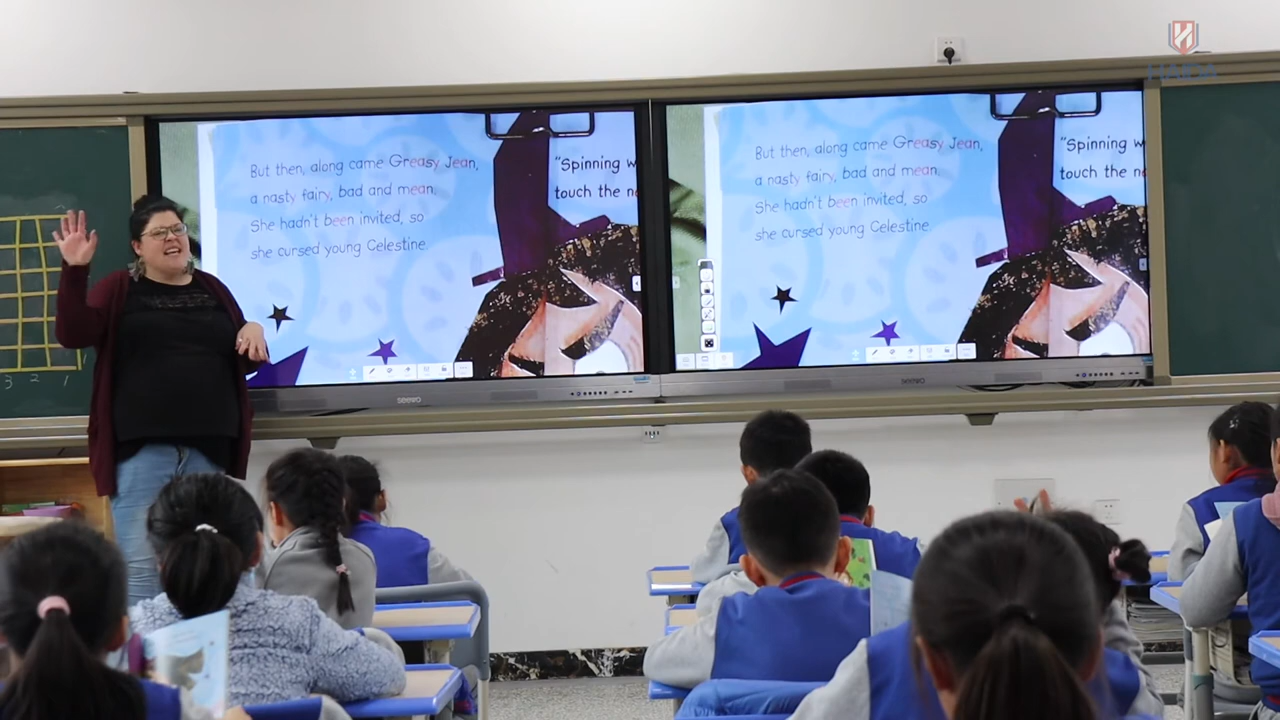 HAIDA
But then, along came Greasy Jean,
a nasty fairy, bad and mean.
She hadn't been invited, so
she cursed young Celestine.
"Spinning w
touch the n
But then, along came Greasy Jean,
a nasty fairy, bad and mean.
She hadn't been invited, so
she cursed young Celestine.
"Spinning w
touch the n
3 2 1
seewo
seewo